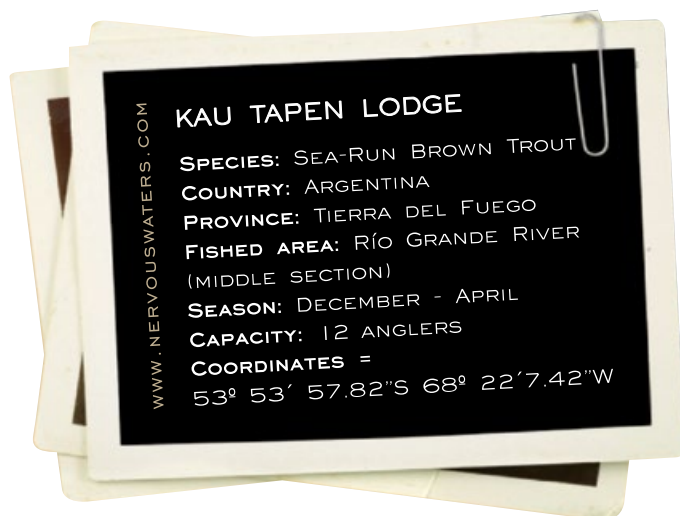 KAU TAPEN LODGE
SPECIES: SEA-RUN BROWN TROUT
COUNTRY: ARGENTINA
PROVINCE: TIERRA DEL FUEGO
FISHED AREA: RÍO GRANDE RIVER
(MIDDLE SECTION)
SEASON: DECEMBER - APRIL
CAPACITY: 12 ANGLERS
COORDINATES =
53º 53´ 57.82”S 68º 22´7.42”W
WWW.NERVOUSWATERS.COM